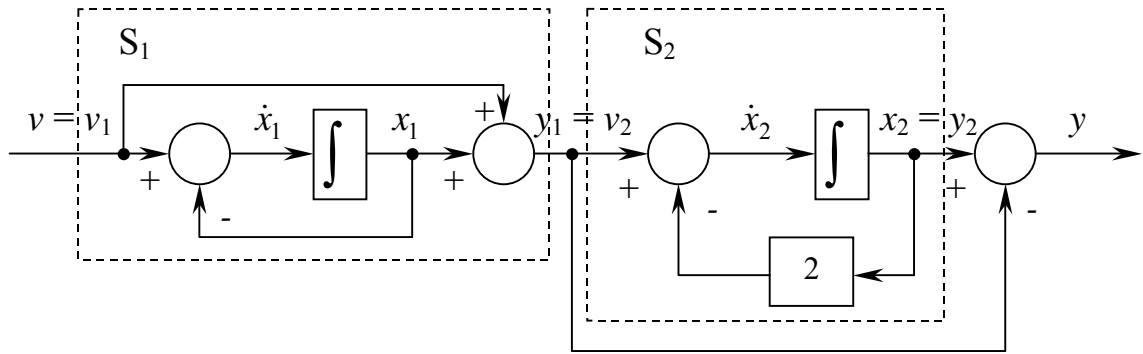 S₁
S₂
v = v₁
+
-
ẋ₁
∫
x₁
+
+
y₁ = v₂
+
-
ẋ₂
∫
x₂ = y₂
2
+
-
y